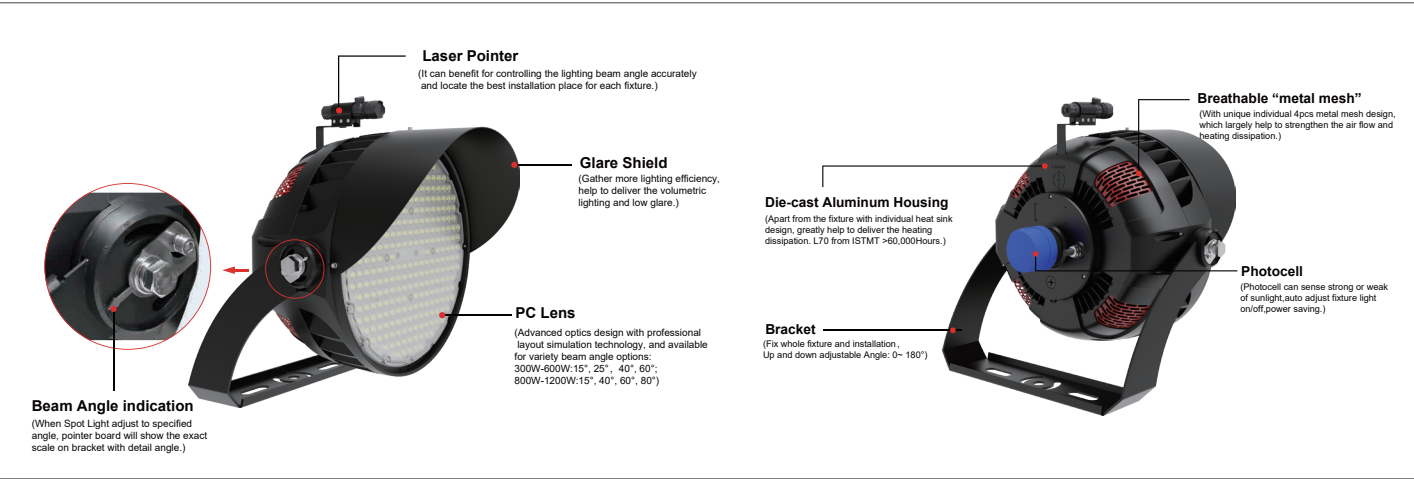 Laser Pointer
(It can benefit for controlling the lighting beam angle accurately
and locate the best installation place for each fixture.)
Glare Shield
(Gather more lighting efficiency,
help to deliver the volumetric
lighting and low glare.)
PC Lens
(Advanced optics design with professional
layout simulation technology, and available
for variety beam angle options:
300W-600W:15°, 25°, 40°, 60°;
800W-1200W:15°, 40°, 60°, 80°)
Beam Angle indication
(When Spot Light adjust to specified
angle, pointer board will show the exact
scale on bracket with detail angle.)
Breathable “metal mesh”
(With unique individual 4pcs metal mesh design,
which largely help to strengthen the air flow and
heating dissipation.)
Die-cast Aluminum Housing
(Apart from the fixture with individual heat sink
design, greatly help to deliver the heating
dissipation. L70 from ISTMT >60,000Hours.)
Photocell
(Photocell can sense strong or weak
of sunlight,auto adjust fixture light
on/off,power saving.)
Bracket
(Fix whole fixture and installation,
Up and down adjustable Angle: 0~ 180°)